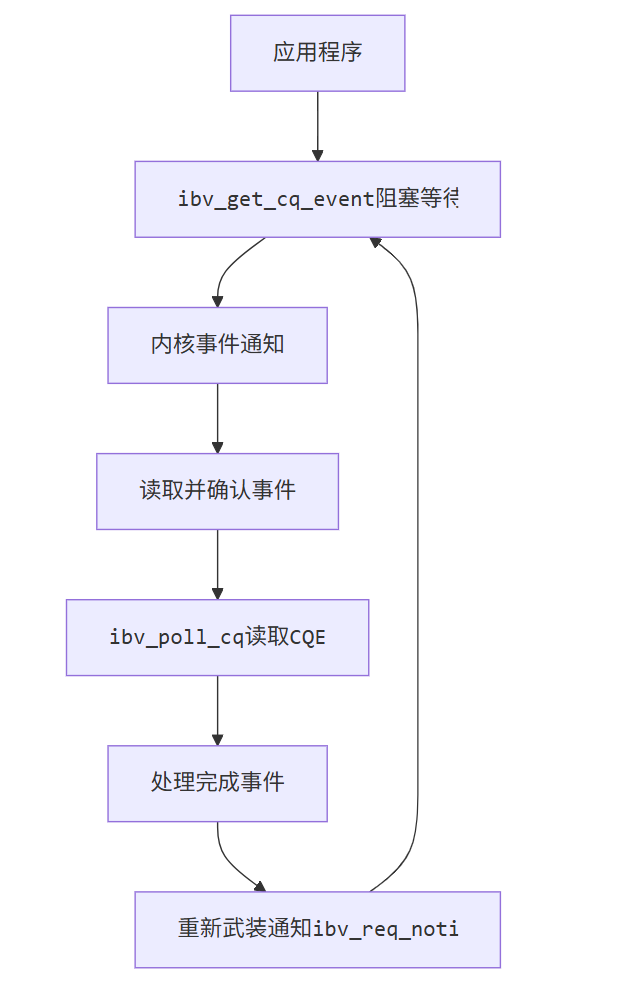 应用程序
ibv_get_cq_event阻塞等待
内核事件通知
读取并确认事件
ibv_poll_cq读取CQE
处理完成事件
重新武装通知ibv_req_noti